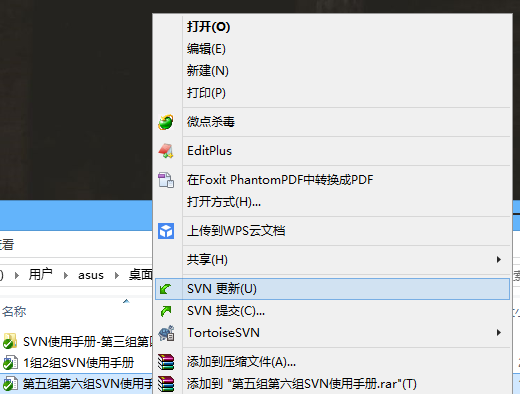 打开(O)
编辑(E)
新建(N)
打印(P)
微点杀毒
EditPlus
在Foxit PhantomPDF中转换成PDF
打开方式(H)...
上传到WPS云文档
共享(H)
SVN 更新(U)
SVN 提交(C)...
TortoiseSVN
添加到压缩文件(A)...
添加到 "第五组第六组SVN使用手册.rar"(T)
查看
) 用户 asus 桌面
名称
SVN使用手册-第三组第
1组2组SVN使用手册
第五组第六组SVN使用手